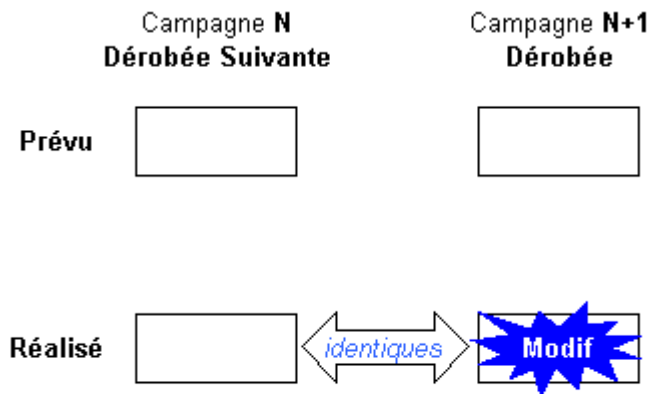 Campagne N
Dérobée Suivante
Campagne N+1
Dérobée
Prévu
Réalisé
identiques
Modif